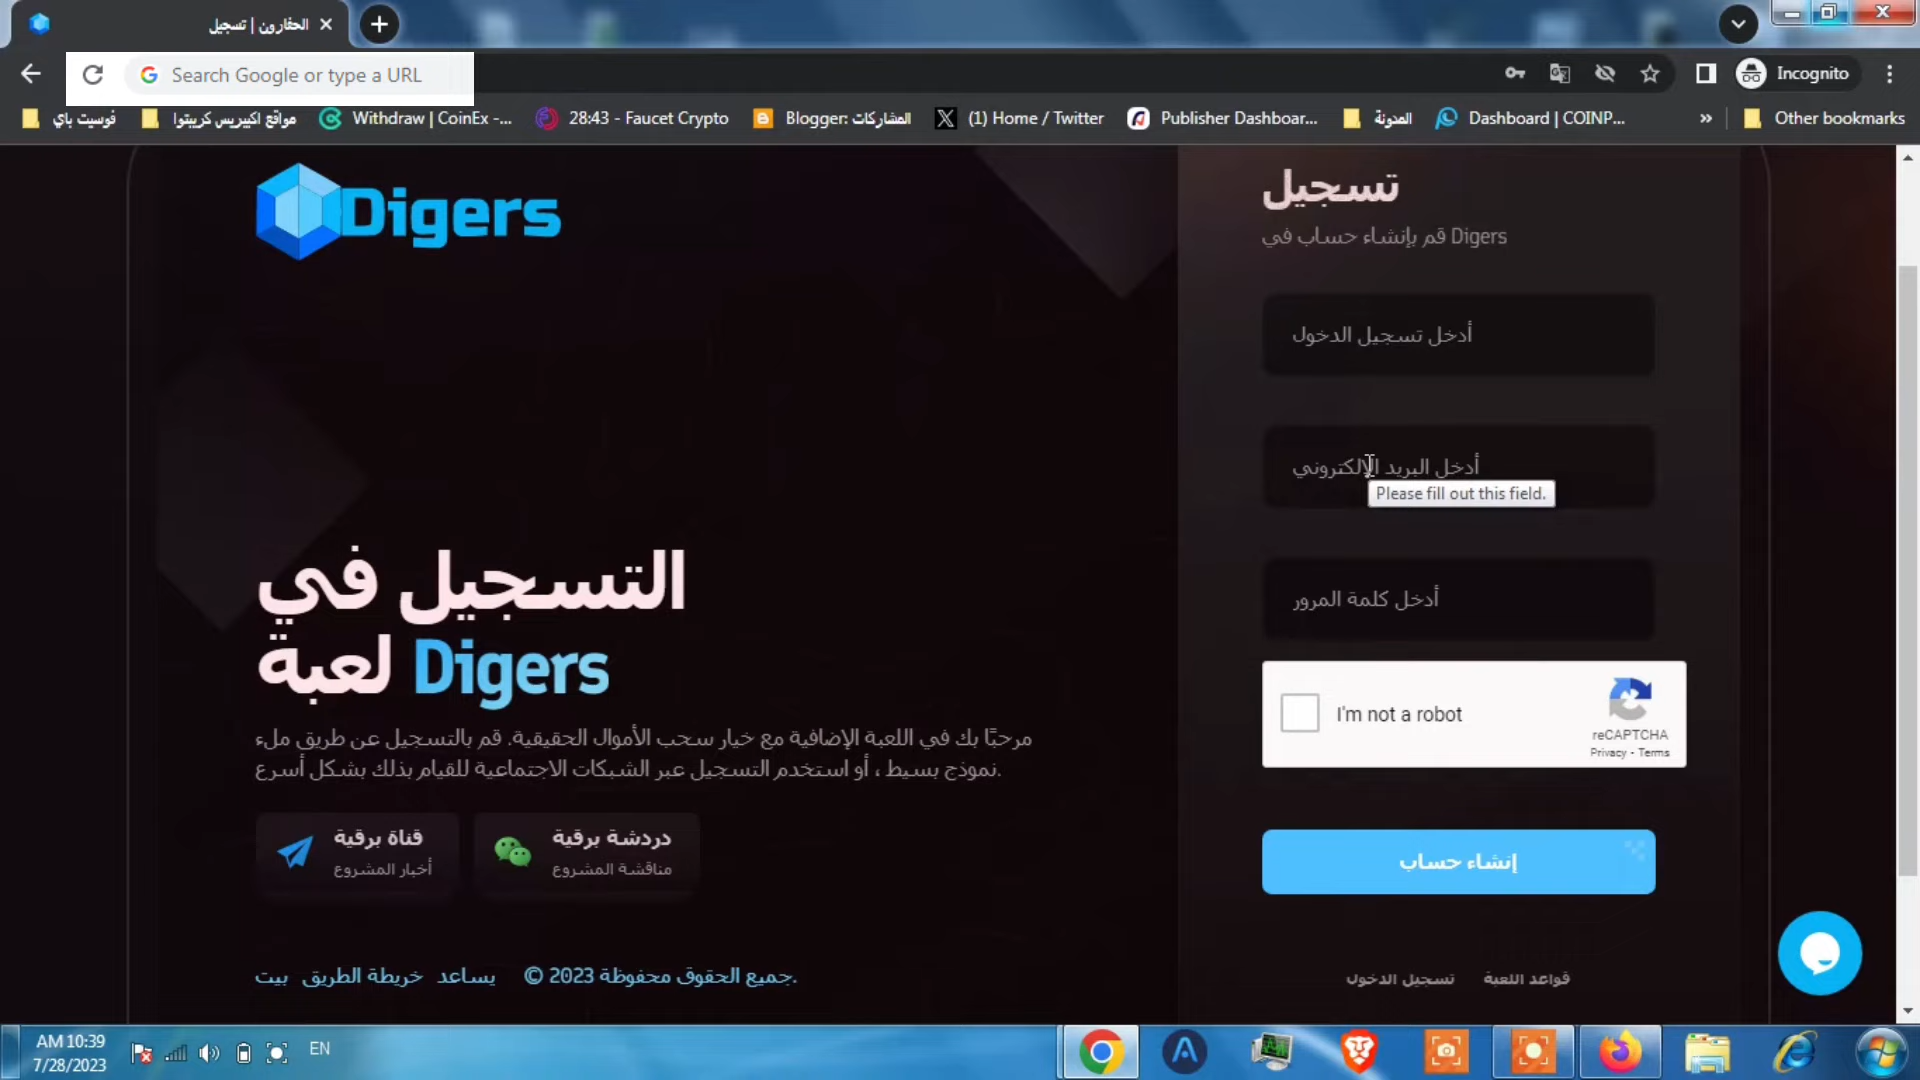 الحفارون | تسجيل
Search Google or type a URL
Incognito
فوسيت باي
مواقع اكسبريس كريبتوا
Withdraw | CoinEx -...
28:43 - Faucet Crypto
Blogger: المشاركات
(1) Home / Twitter
Publisher Dashboar...
المدونة
Dashboard | COINP...
»
Other bookmarks
Digers
تسجيل
قم بإنشاء حساب في Digers
أدخل تسجيل الدخول
أدخل البريد الإلكتروني
Please fill out this field.
أدخل كلمة المرور
I'm not a robot
reCAPTCHA
Privacy - Terms
إنشاء حساب
تسجيل الدخول
قواعد اللعبة
التسجيل في
لعبة Digers
مرحبًا بك في اللعبة الإضافية مع خيار سحب الأموال الحقيقية. قم بالتسجيل عن طريق ملء
نموذج بسيط ، أو استخدم التسجيل عبر الشبكات الاجتماعية للقيام بذلك بشكل أسرع.
قناة برقية
أخبار المشروع
دردشة برقية
مناقشة المشروع
بيت
خريطة الطريق
يساعد
© 2023 جميع الحقوق محفوظة.
AM 10:39
7/28/2023
EN